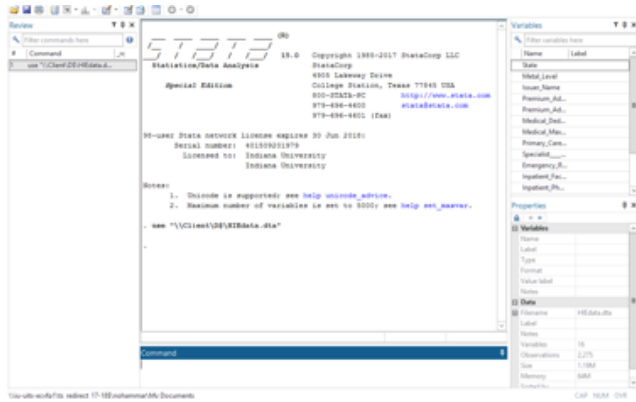 Review
Filter commands here
# Command _rc
1 use "\\Client\D$\HIEdata.d...
(R)
15.0 Copyright 1985-2017 StataCorp LLC
Statistics/Data Analysis StataCorp
4905 Lakeway Drive
Special Edition College Station, Texas 77845 USA
800-STATA-PC http://www.stata.com
979-696-4600 stata@stata.com
979-696-4601 (fax)
90-user Stata network license expires 30 Jun 2018:
Serial number: 401509201979
Licensed to: Indiana University
Indiana University
Notes:
1. Unicode is supported; see help unicode_advice.
2. Maximum number of variables is set to 5000; see help set_maxvar.
. use "\\Client\D$\HIEdata.dta"
.
Command
Variables
Filter variables here
Name Label
State
Metal_Level
Issuer_Name
Premium_Ad...
Premium_Ad...
Medical_Ded...
Medical_Max...
Primary_Care...
Specialist_...
Emergency_R...
Inpatient_Fac...
Inpatient_Ph...
Properties
Variables
Name
Label
Type
Format
Value label
Notes
Data
Filename HIEdata.dta
Label
Notes
Variables 16
Observations 2,275
Size 1.19M
Memory 64M
Sorted by
CAP NUM OVR